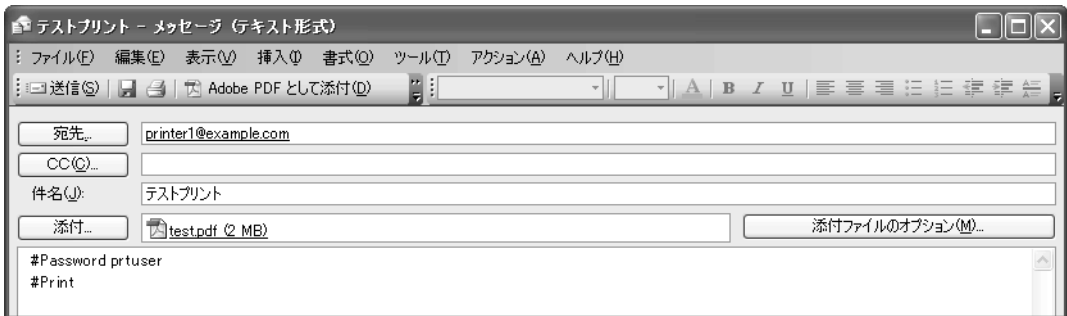 テストプリント - メッセージ (テキスト形式)
ファイル(F) 編集(E) 表示(V) 挿入(I) 書式(O) ツール(T) アクション(A) ヘルプ(H)
送信(S) Adobe PDF として添付(D) A B I U
宛先... printer1@example.com
CC(C)...
件名(J): テストプリント
添付... test.pdf (2 MB) 添付ファイルのオプション(M)...
#Password prtuser
#Print